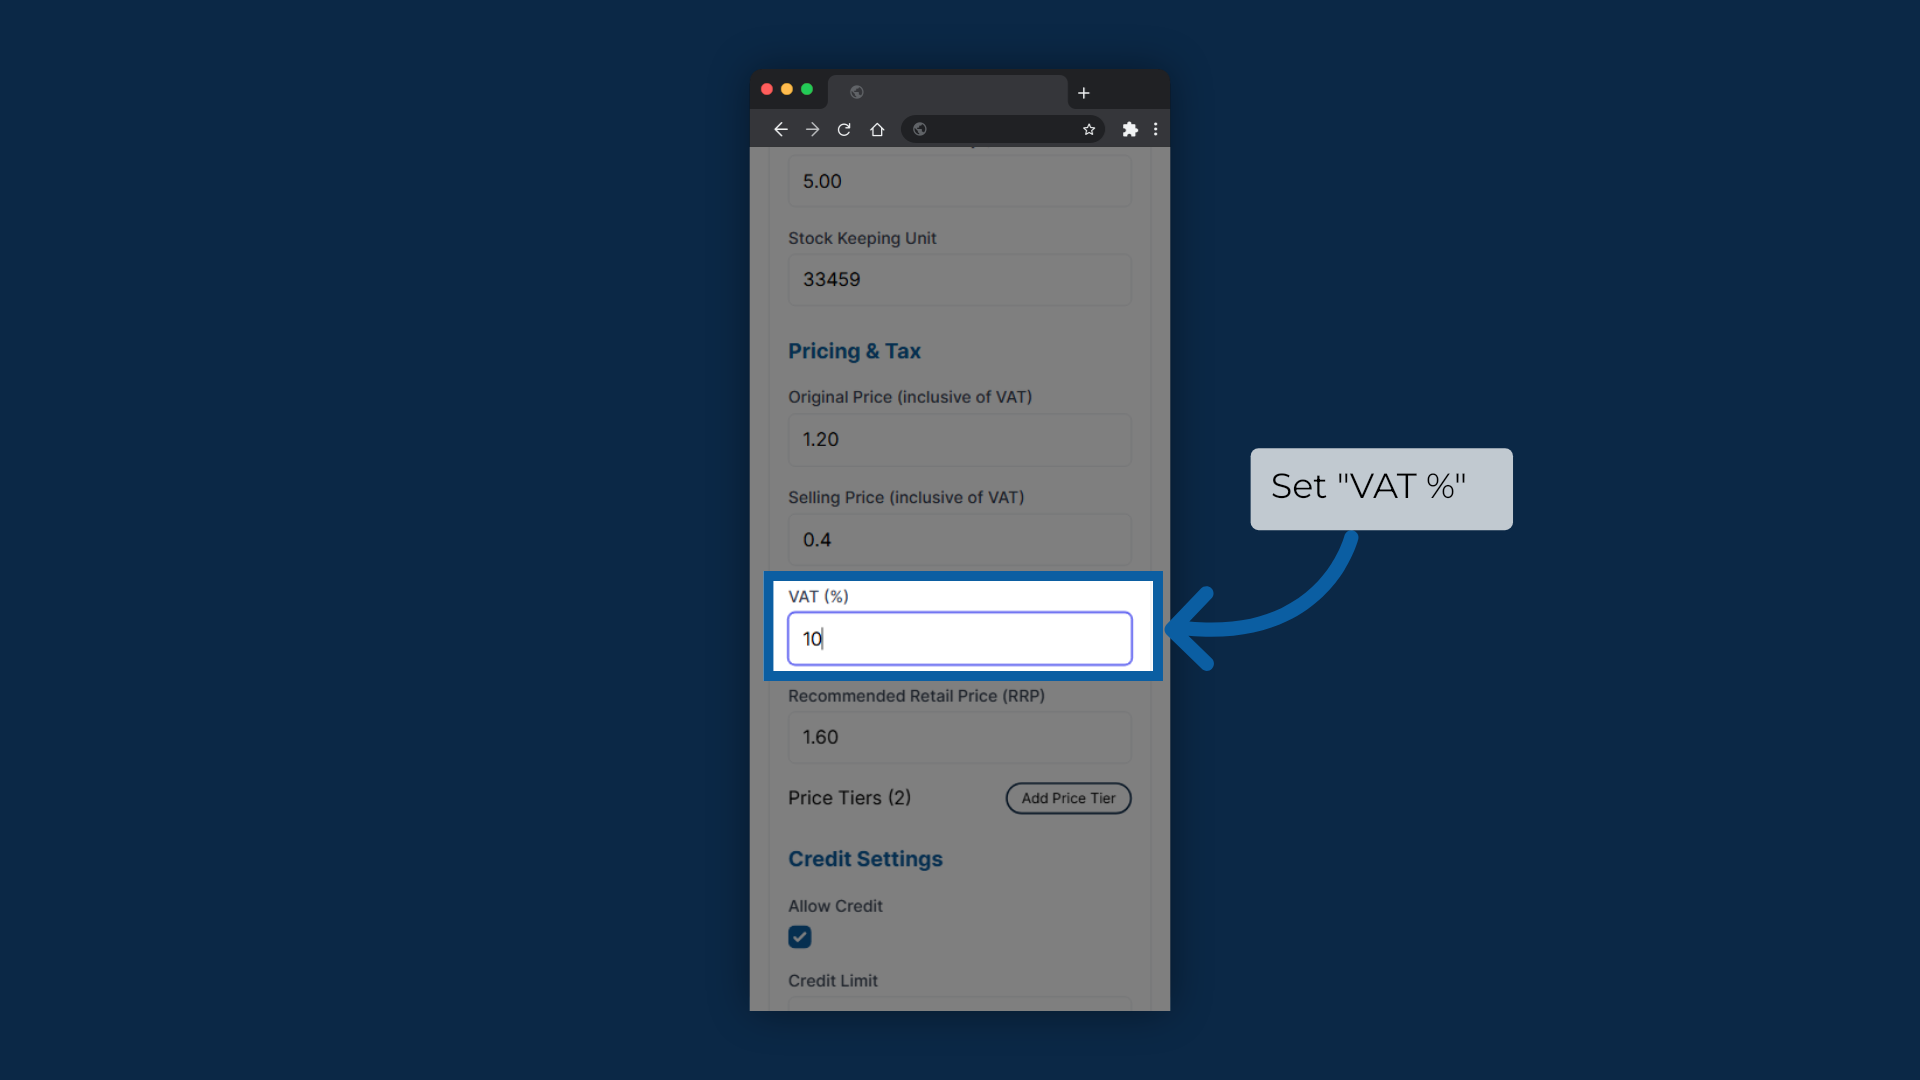 5.00
Stock Keeping Unit
33459
Pricing & Tax
Original Price (inclusive of VAT)
1.20
Selling Price (inclusive of VAT)
0.4
VAT (%)
10
Recommended Retail Price (RRP)
1.60
Price Tiers (2)
Add Price Tier
Credit Settings
Allow Credit
Credit Limit
Set "VAT %"